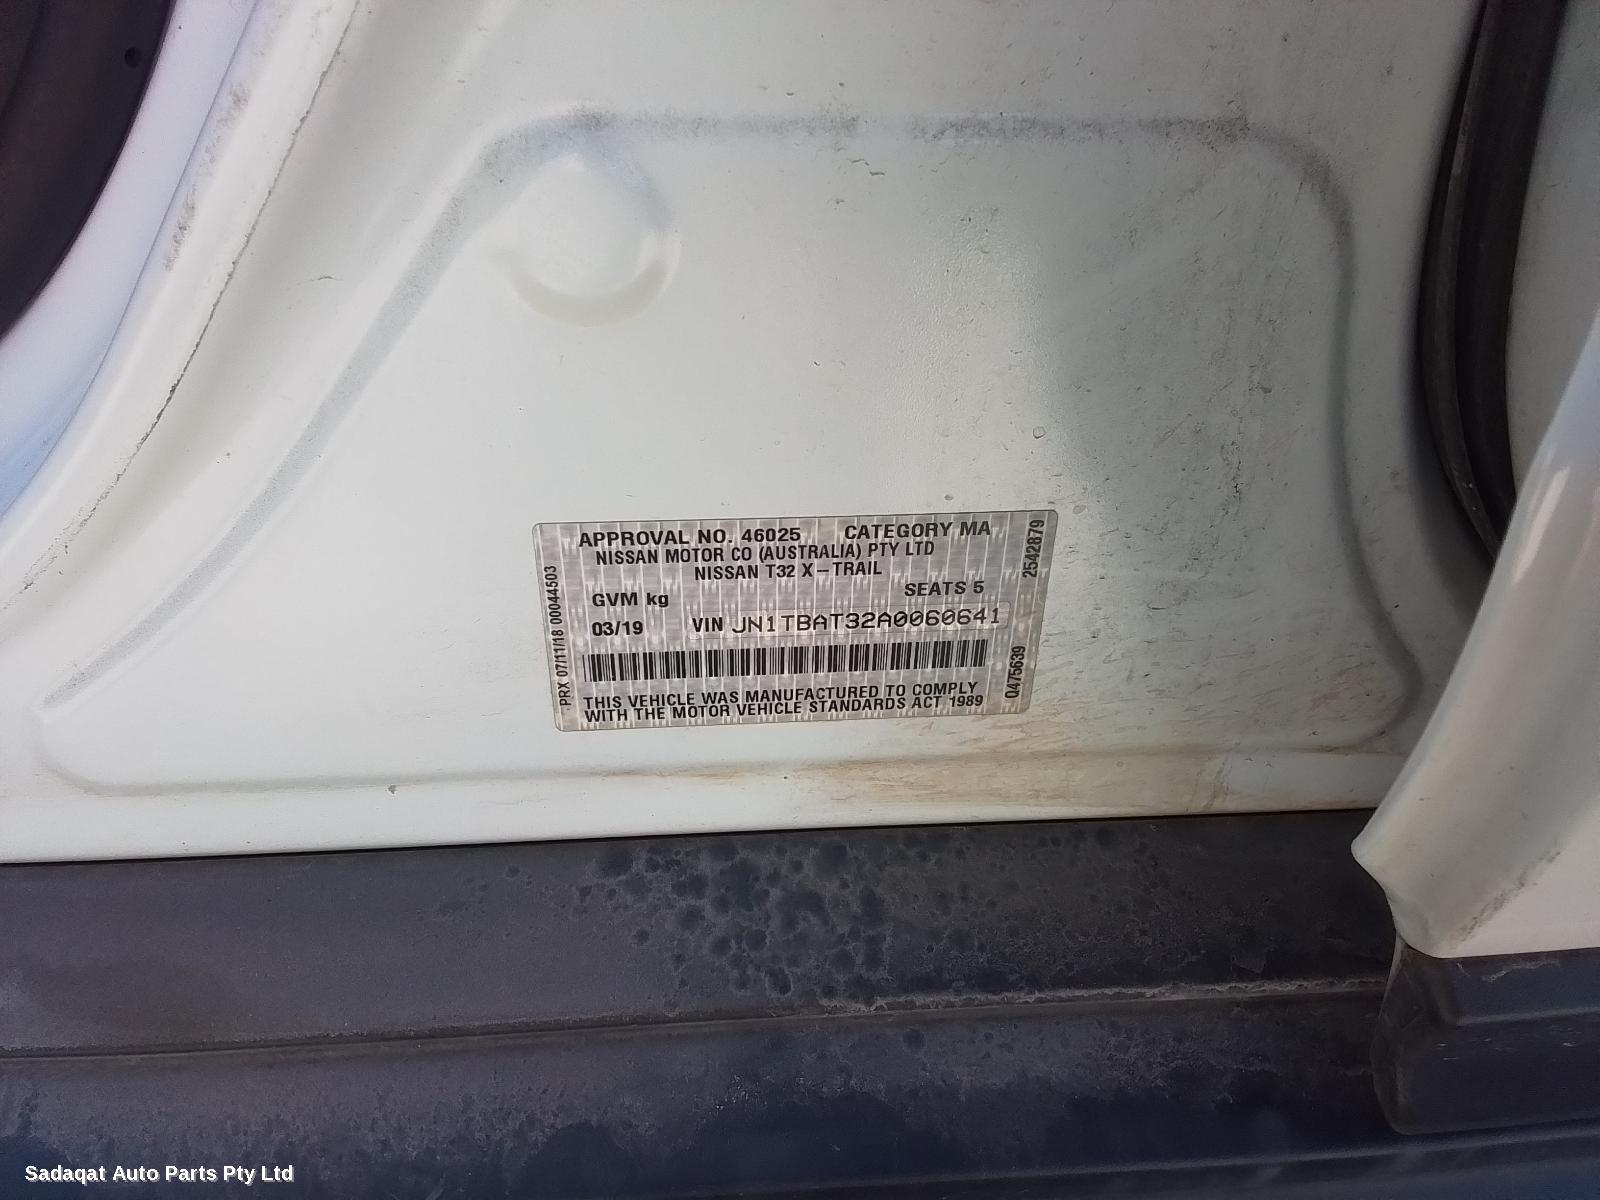 APPROVAL NO. 46025 CATEGORY MA
NISSAN MOTOR CO (AUSTRALIA) PTY LTD
NISSAN T32 X-TRAIL
GVM kg SEATS 5
03/19 VIN JN1TBAT32A0060641
THIS VEHICLE WAS MANUFACTURED TO COMPLY
WITH THE MOTOR VEHICLE STANDARDS ACT 1989
PRX 07/11/18 00044503
2542879
Q475639
Sadaqat Auto Parts Pty Ltd